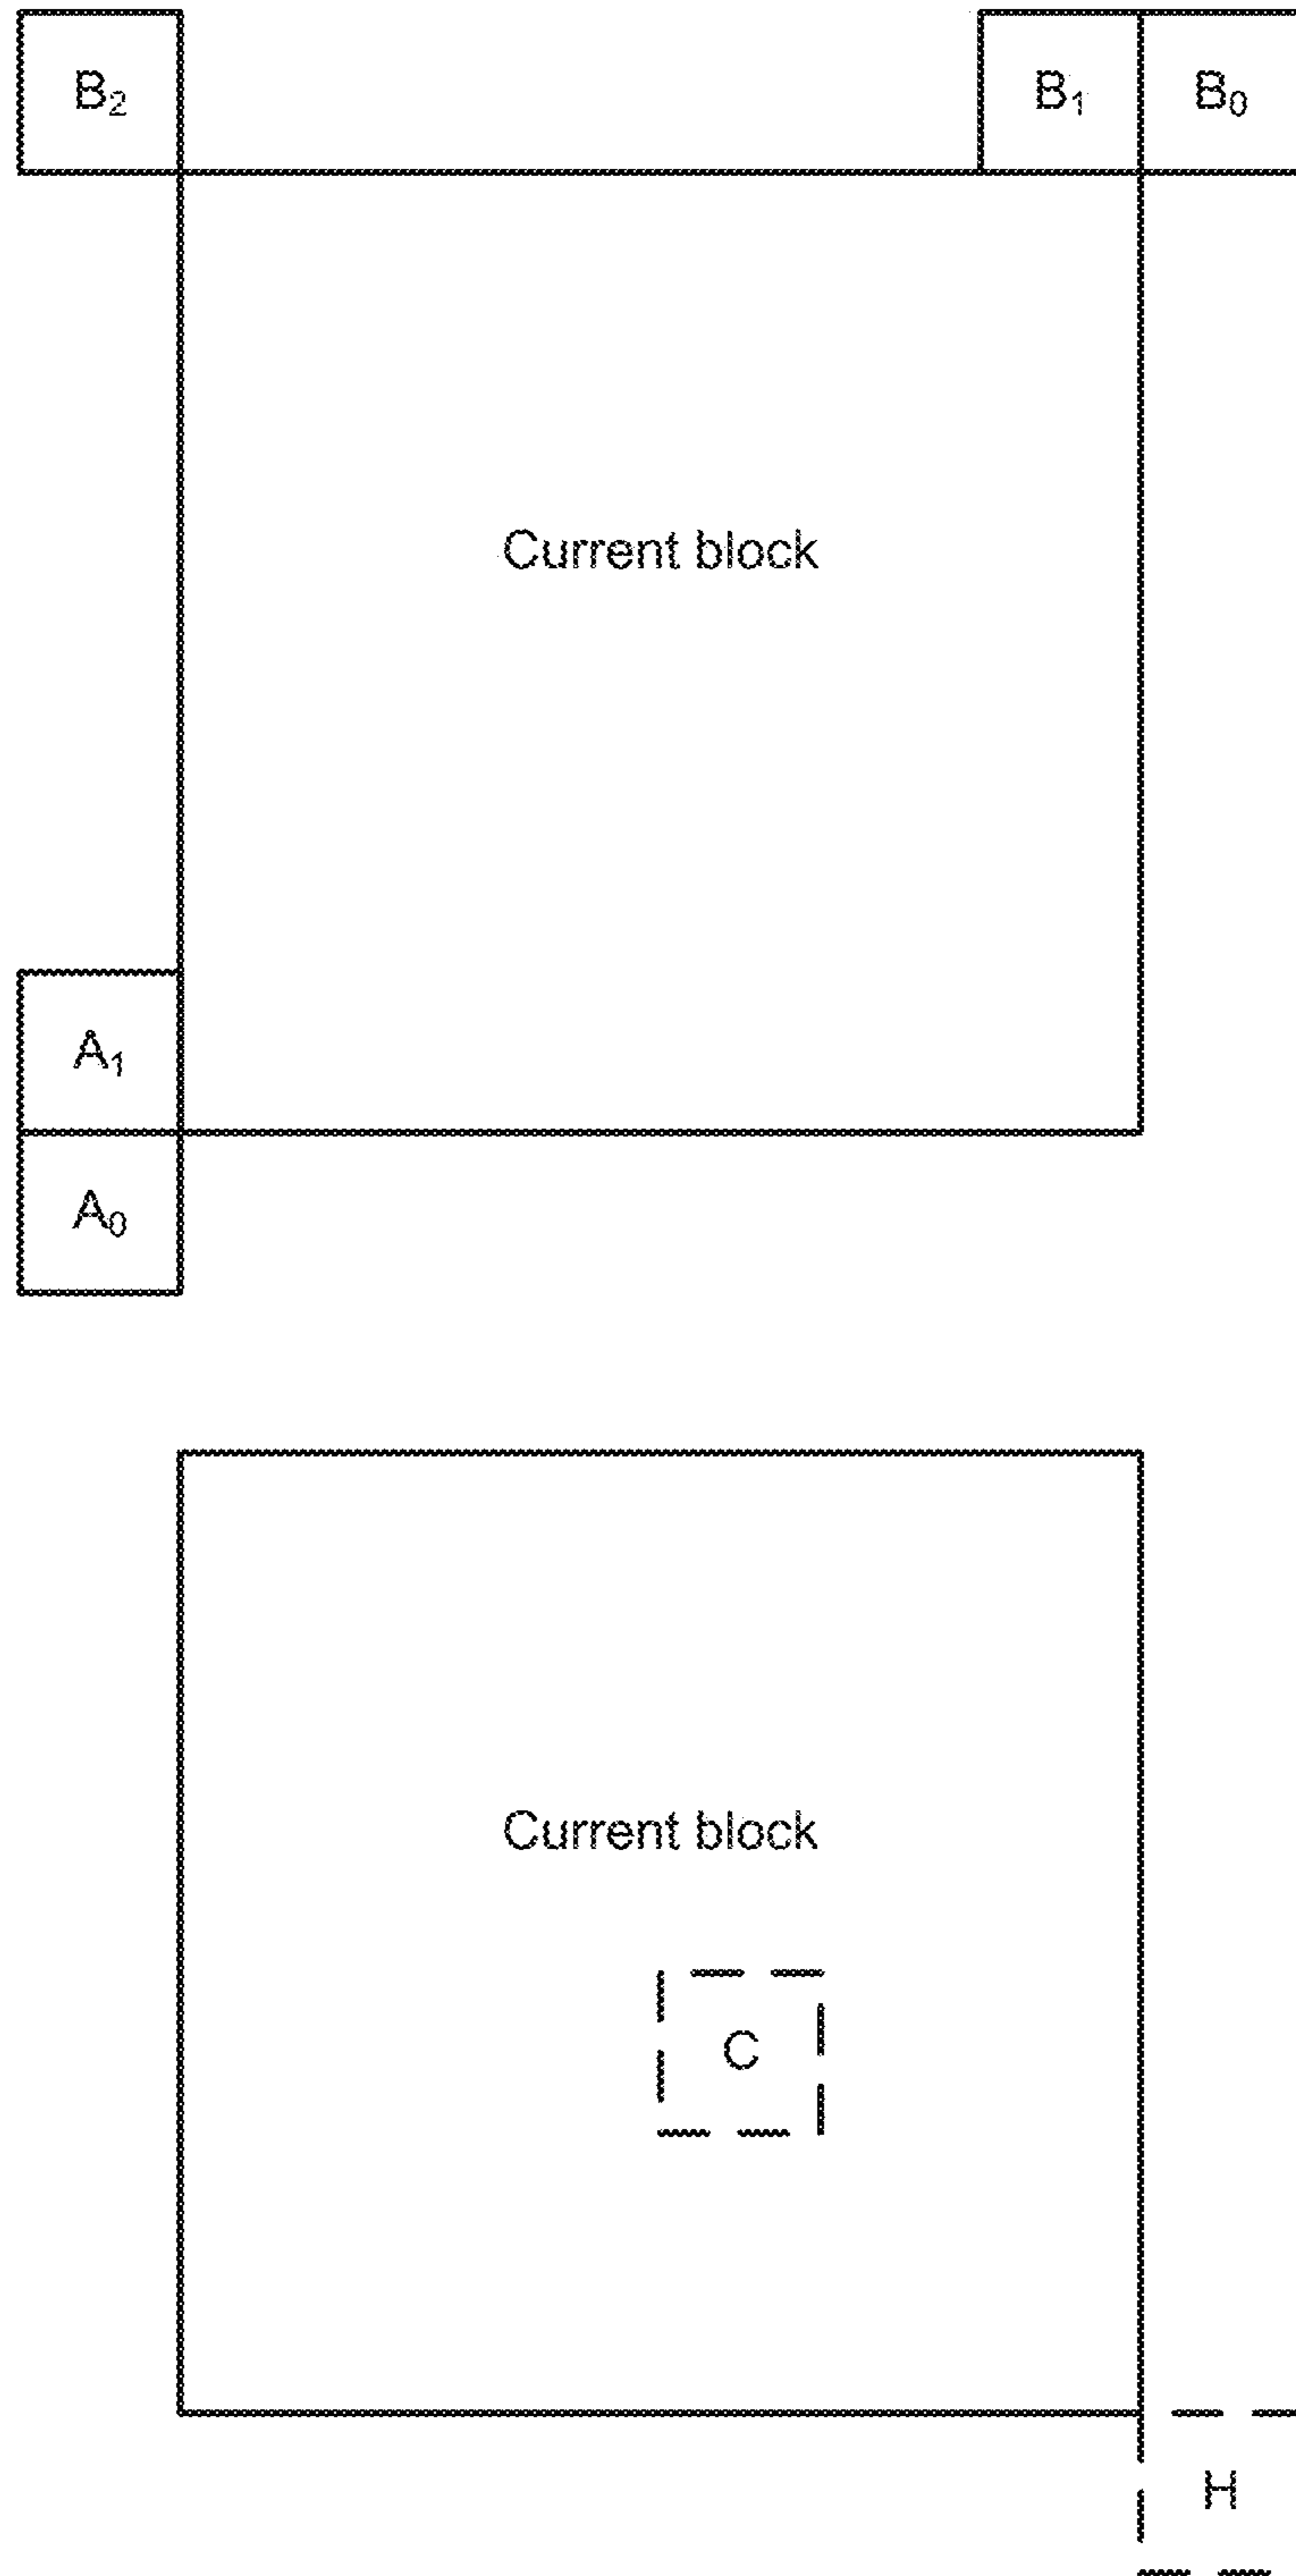 B₂ B₁ B₀
Current block
A₁
A₀
Current block
C
H